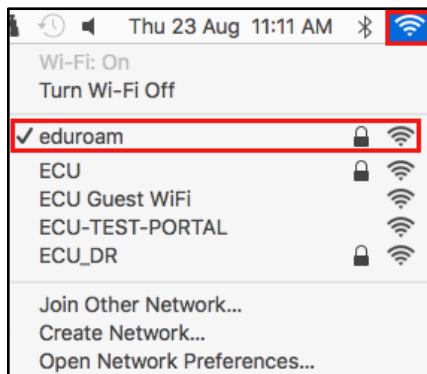 Thu 23 Aug 11:11 AM
Wi-Fi: On
Turn Wi-Fi Off
✓ eduroam
ECU
ECU Guest WiFi
ECU-TEST-PORTAL
ECU_DR
Join Other Network...
Create Network...
Open Network Preferences...